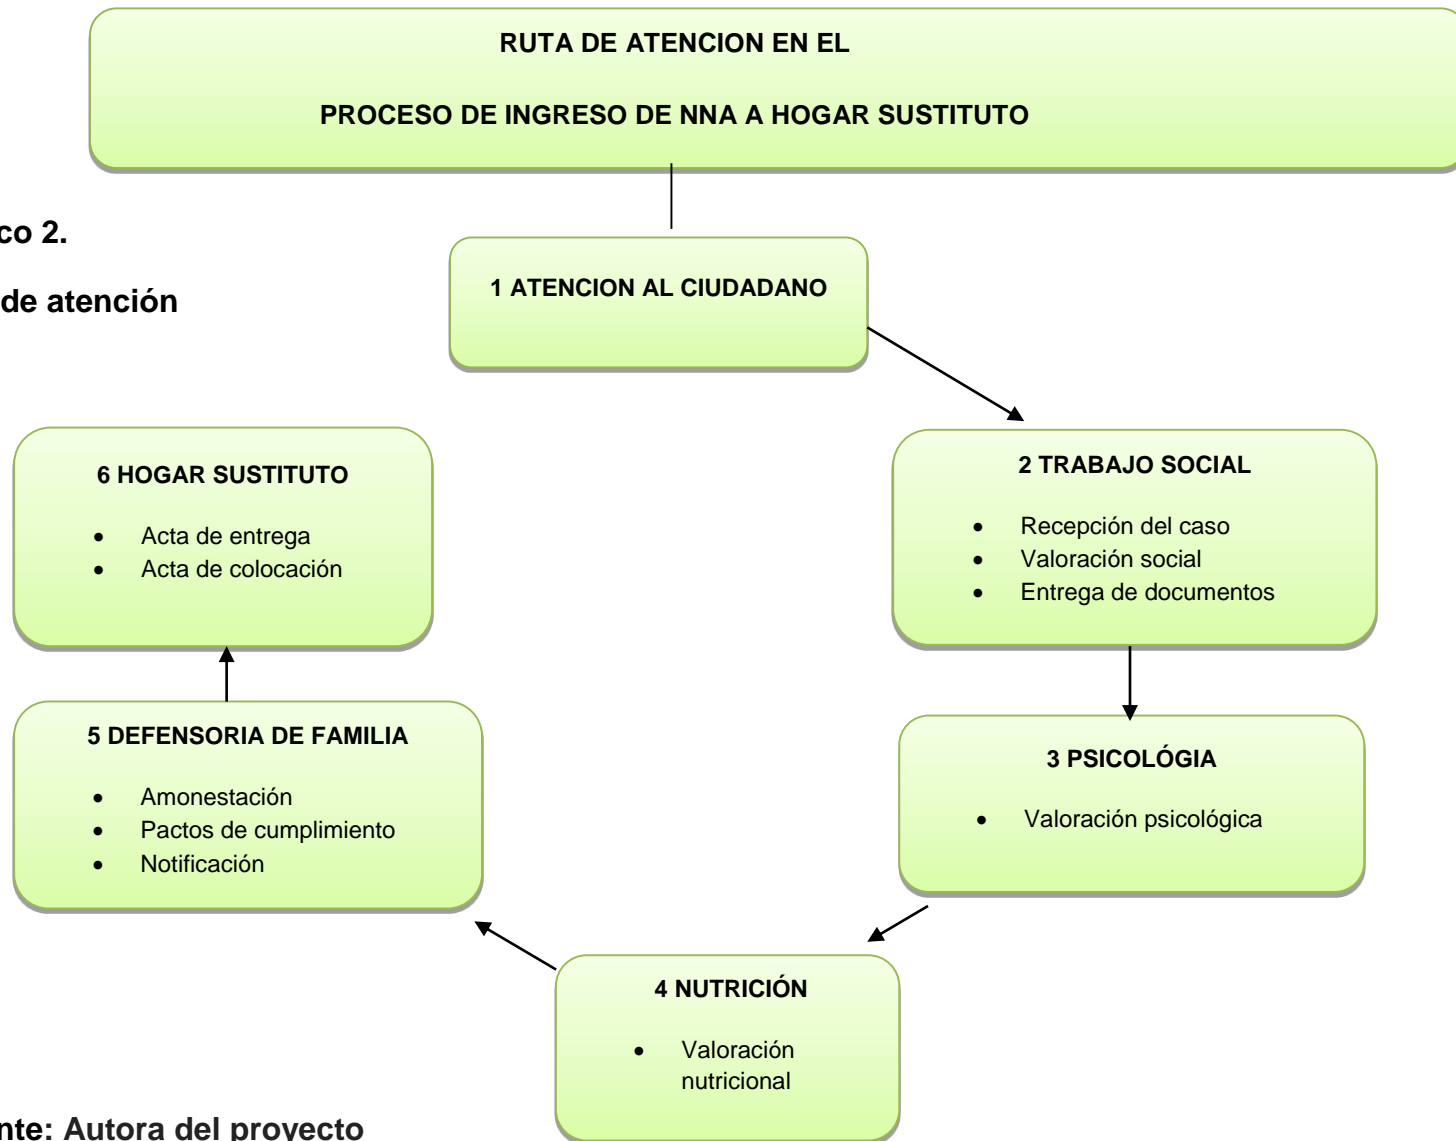 RUTA DE ATENCION EN EL
PROCESO DE INGRESO DE NNA A HOGAR SUSTITUTO
co 2.
de atención
1 ATENCION AL CIUDADANO
2 TRABAJO SOCIAL
• Recepción del caso
• Valoración social
• Entrega de documentos
3 PSICOLÓGIA
• Valoración psicológica
4 NUTRICIÓN
• Valoración
nutricional
5 DEFENSORIA DE FAMILIA
• Amonestación
• Pactos de cumplimiento
• Notificación
6 HOGAR SUSTITUTO
• Acta de entrega
• Acta de colocación
nte: Autora del proyecto